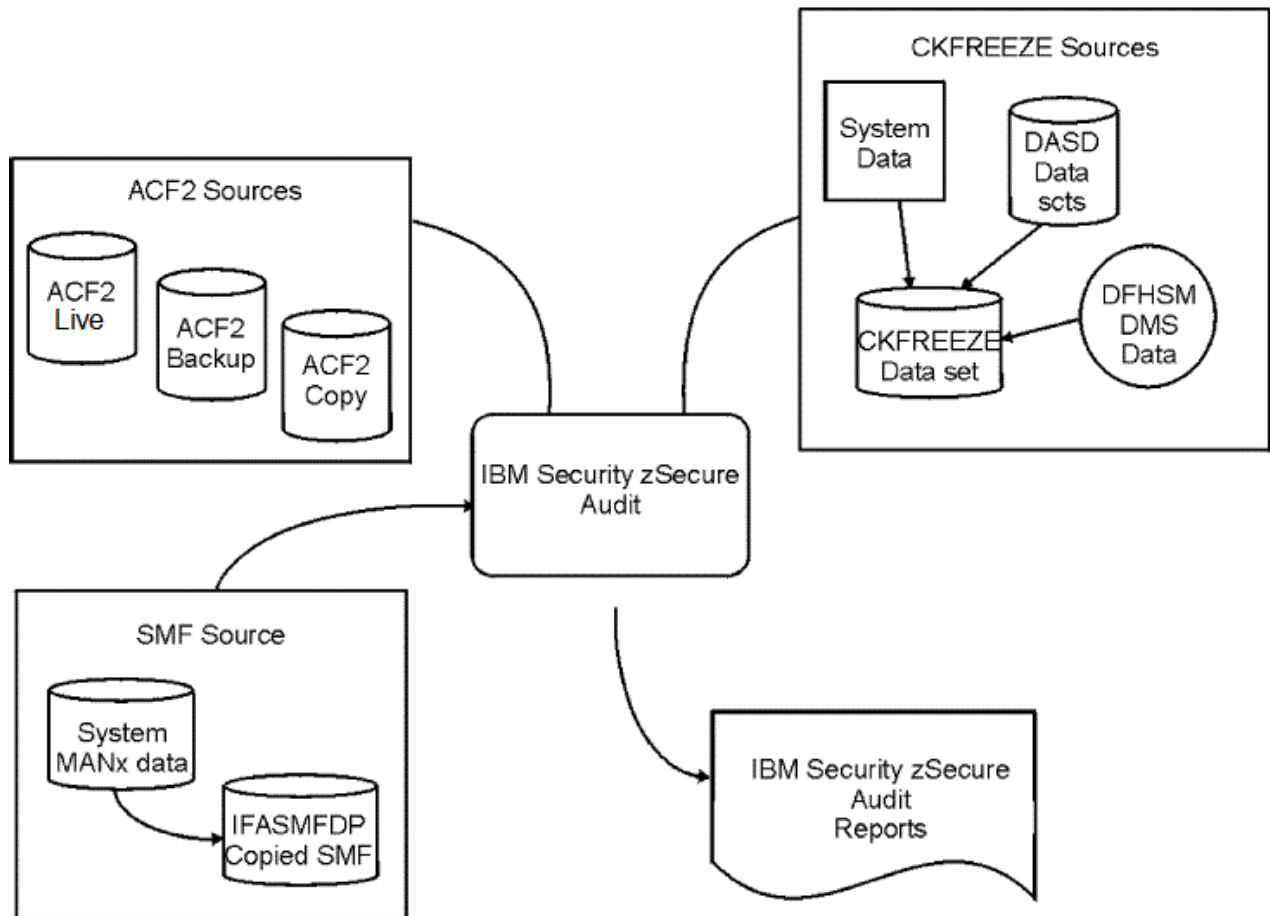 CKFREEZE Sources
System
Data
DASD
Data
scts
DFHSM
DMS
Data
CKFREEZE
Data set
ACF2 Sources
ACF2
Live
ACF2
Backup
ACF2
Copy
IBM Security zSecure
Audit
SMF Source
System
MANx data
IFASMFDP
Copied SMF
IBM Security zSecure
Audit
Reports